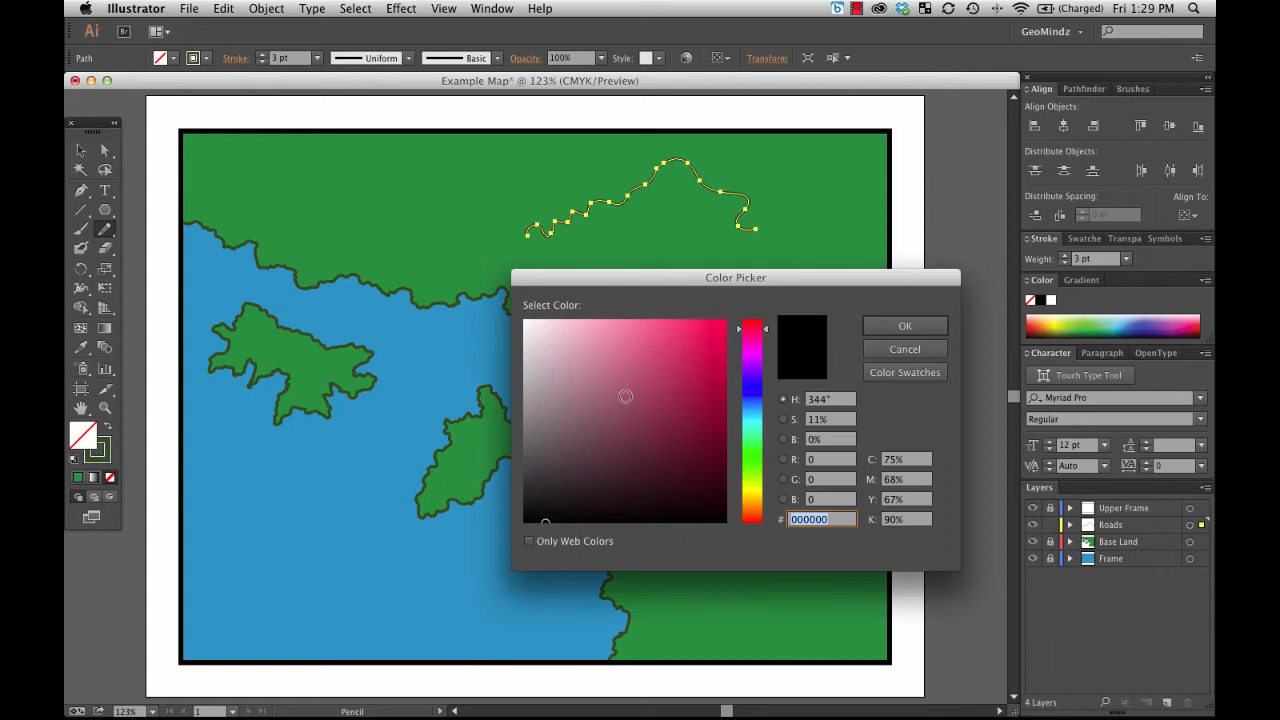 Illustrator File Edit Object Type Select Effect View Window Help (Charged) Fri 1:29 PM
Ai Br GeoMindz
Path Stroke: 3 pt Uniform Basic Opacity: 100% Style: Transform
Example Map* @ 123% (CMYK/Preview)
Align Pathfinder Brushes
Align Objects:
Distribute Objects:
Distribute Spacing: Align To:
0 in
Stroke Swatche Transpa Symbols
Weight: 3 pt
Color Gradient
Character Paragraph OpenType
Touch Type Tool
Myriad Pro
Regular
12 pt
Auto 0
Layers
Upper Frame
Roads
Base Land
Frame
4 Layers
Color Picker
Select Color:
OK
Cancel
Color Swatches
H: 344°
S: 11%
B: 0%
R: 0 C: 75%
G: 0 M: 68%
B: 0 Y: 67%
# 000000 K: 90%
Only Web Colors
123% 1 Pencil